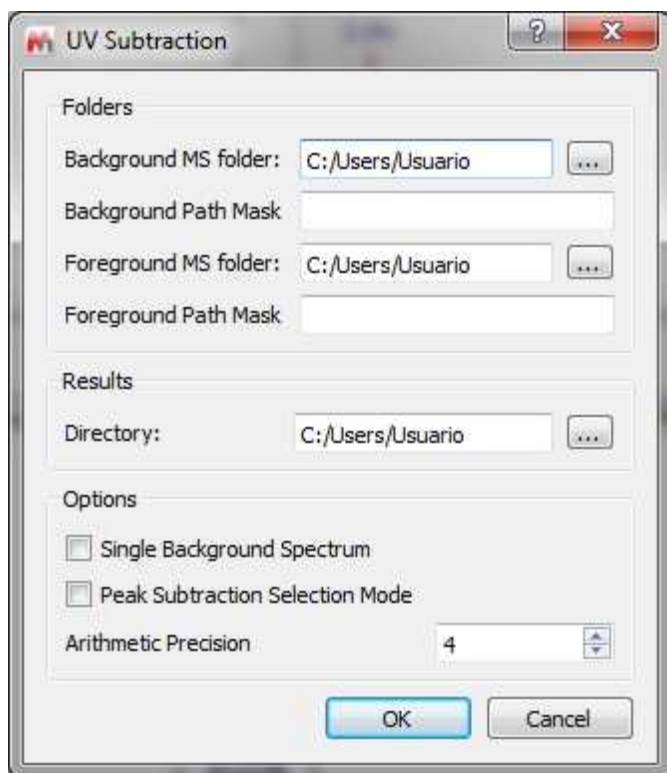 UV Subtraction
Folders
Background MS folder: C:/Users/Usuario ...
Background Path Mask
Foreground MS folder: C:/Users/Usuario ...
Foreground Path Mask
Results
Directory: C:/Users/Usuario ...
Options
Single Background Spectrum
Peak Subtraction Selection Mode
Arithmetic Precision 4
OK Cancel